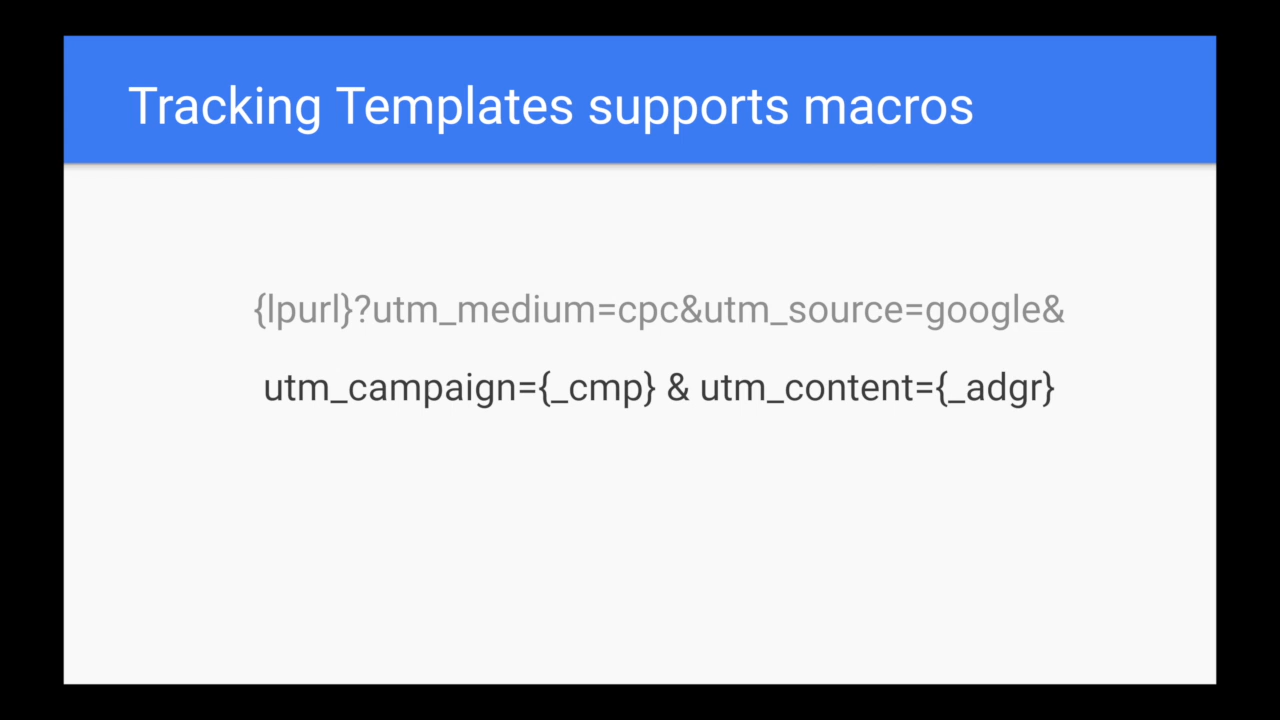 Tracking Templates supports macros
{lpurl}?utm_medium=cpc&utm_source=google&
utm_campaign={_cmp} & utm_content={_adgr}